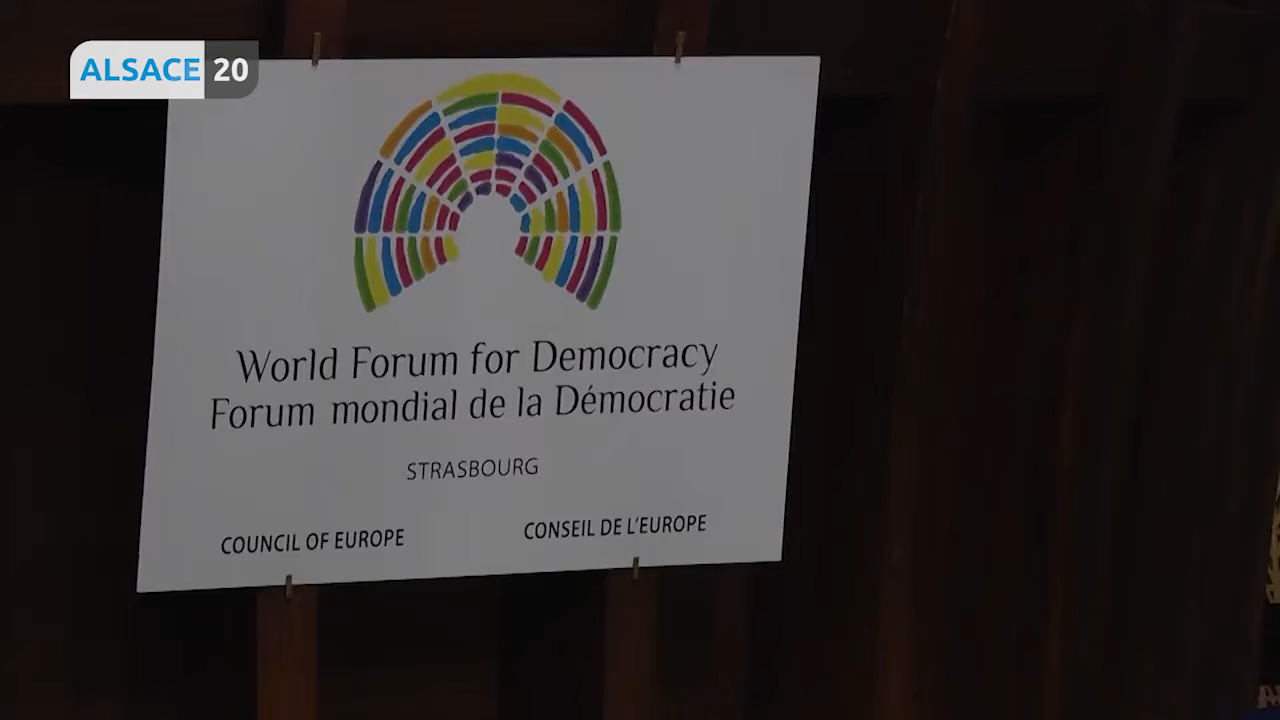 ALSACE 20
World Forum for Democracy
Forum mondial de la Démocratie
STRASBOURG
COUNCIL OF EUROPE
CONSEIL DE L'EUROPE